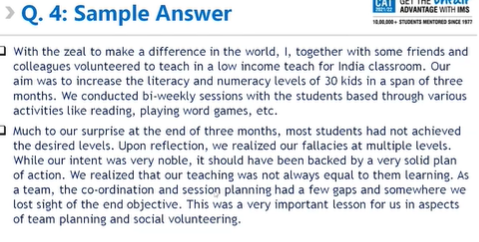 Q. 4: Sample Answer
CAT
GET THE
ADVANTAGE WITH IMS
10,00,000+ STUDENTS MENTORED SINCE 1977
With the zeal to make a difference in the world, I, together with some friends and
colleagues volunteered to teach in a low income teach for India classroom. Our
aim was to increase the literacy and numeracy levels of 30 kids in a span of three
months. We conducted bi-weekly sessions with the students based through various
activities like reading, playing word games, etc.
Much to our surprise at the end of three months, most students had not achieved
the desired levels. Upon reflection, we realized our fallacies at multiple levels.
While our intent was very noble, it should have been backed by a very solid plan
of action. We realized that our teaching was not always equal to them learning. As
a team, the co-ordination and session planning had a few gaps and somewhere we
lost sight of the end objective. This was a very important lesson for us in aspects
of team planning and social volunteering.